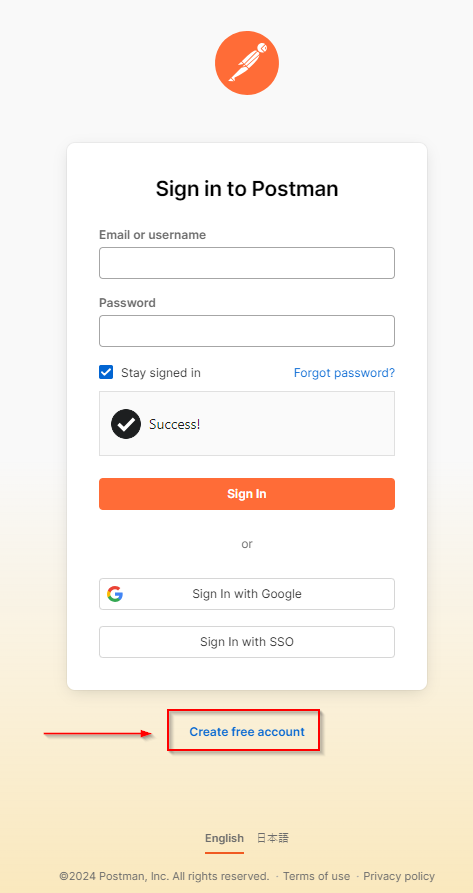 Sign in to Postman
Email or username
Password
Stay signed in Forgot password?
Success!
Sign In
or
Sign In with Google
Sign In with SSO
Create free account
English 日本語
©2024 Postman, Inc. All rights reserved. · Terms of use · Privacy policy